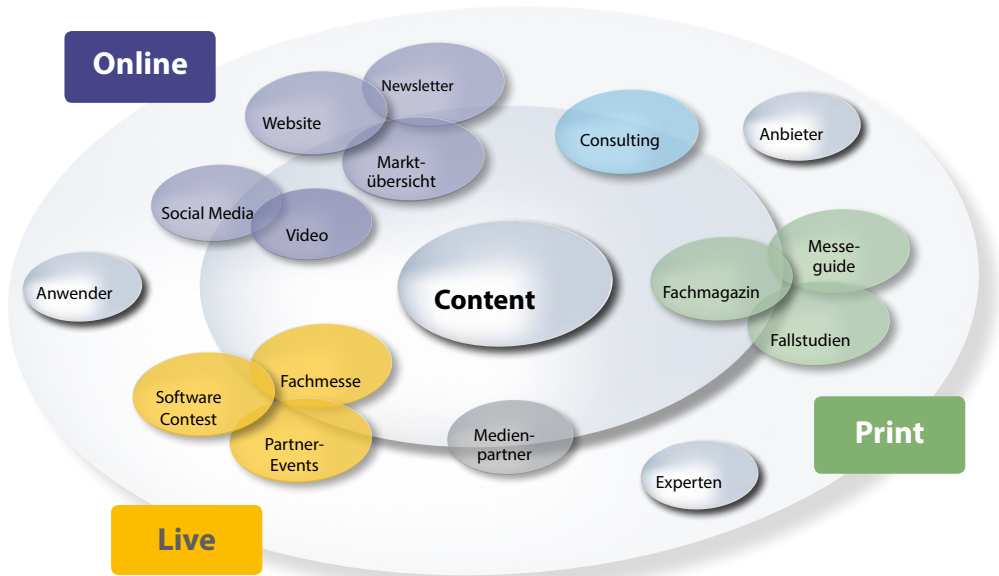 Online
Newsletter
Website
Markt-
übersicht
Consulting
Anbieter
Social Media
Video
Messe-
guide
Fachmagazin
Fallstudien
Anwender
Content
Fachmesse
Software
Contest
Partner-
Events
Medien-
partner
Experten
Print
Live